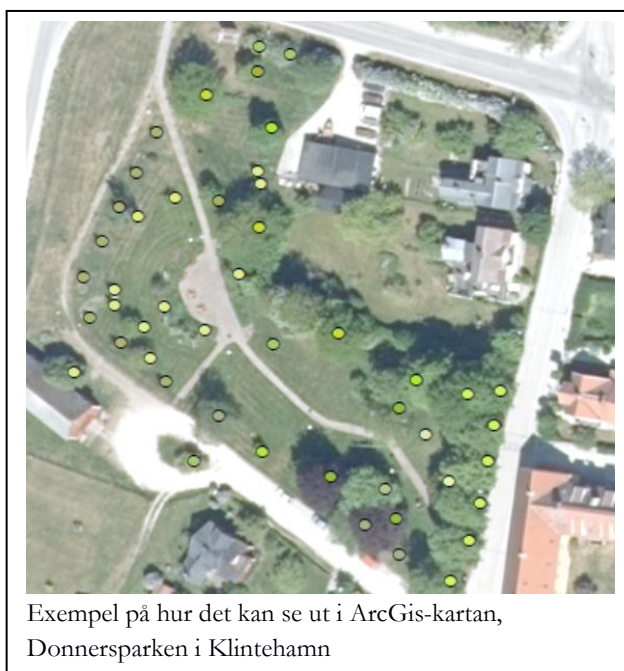 Exempel på hur det kan se ut i ArcGis-kartan,
Donnersparken i Klintehamn